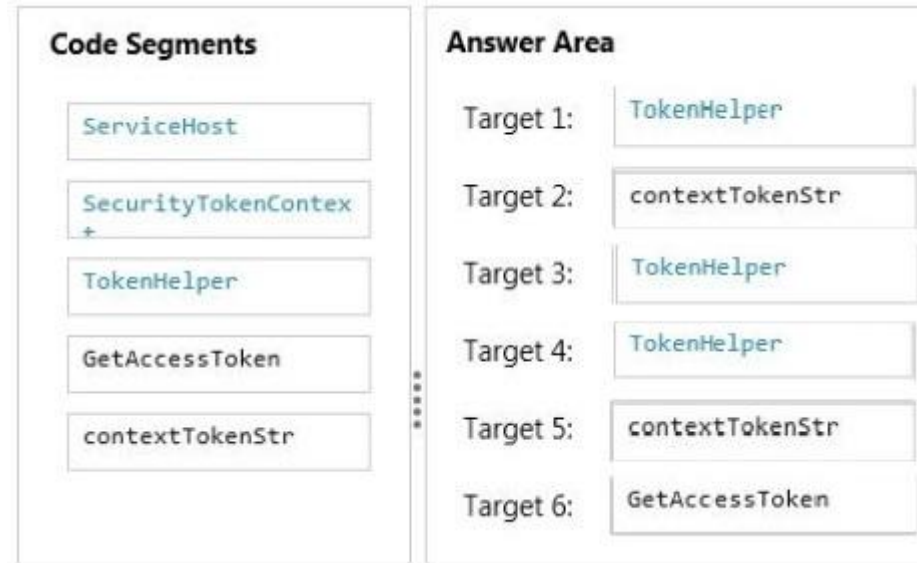 Code Segments
ServiceHost
SecurityTokenContex
t
TokenHelper
GetAccessToken
contextTokenStr
Answer Area
Target 1: TokenHelper
Target 2: contextTokenStr
Target 3: TokenHelper
Target 4: TokenHelper
Target 5: contextTokenStr
Target 6: GetAccessToken